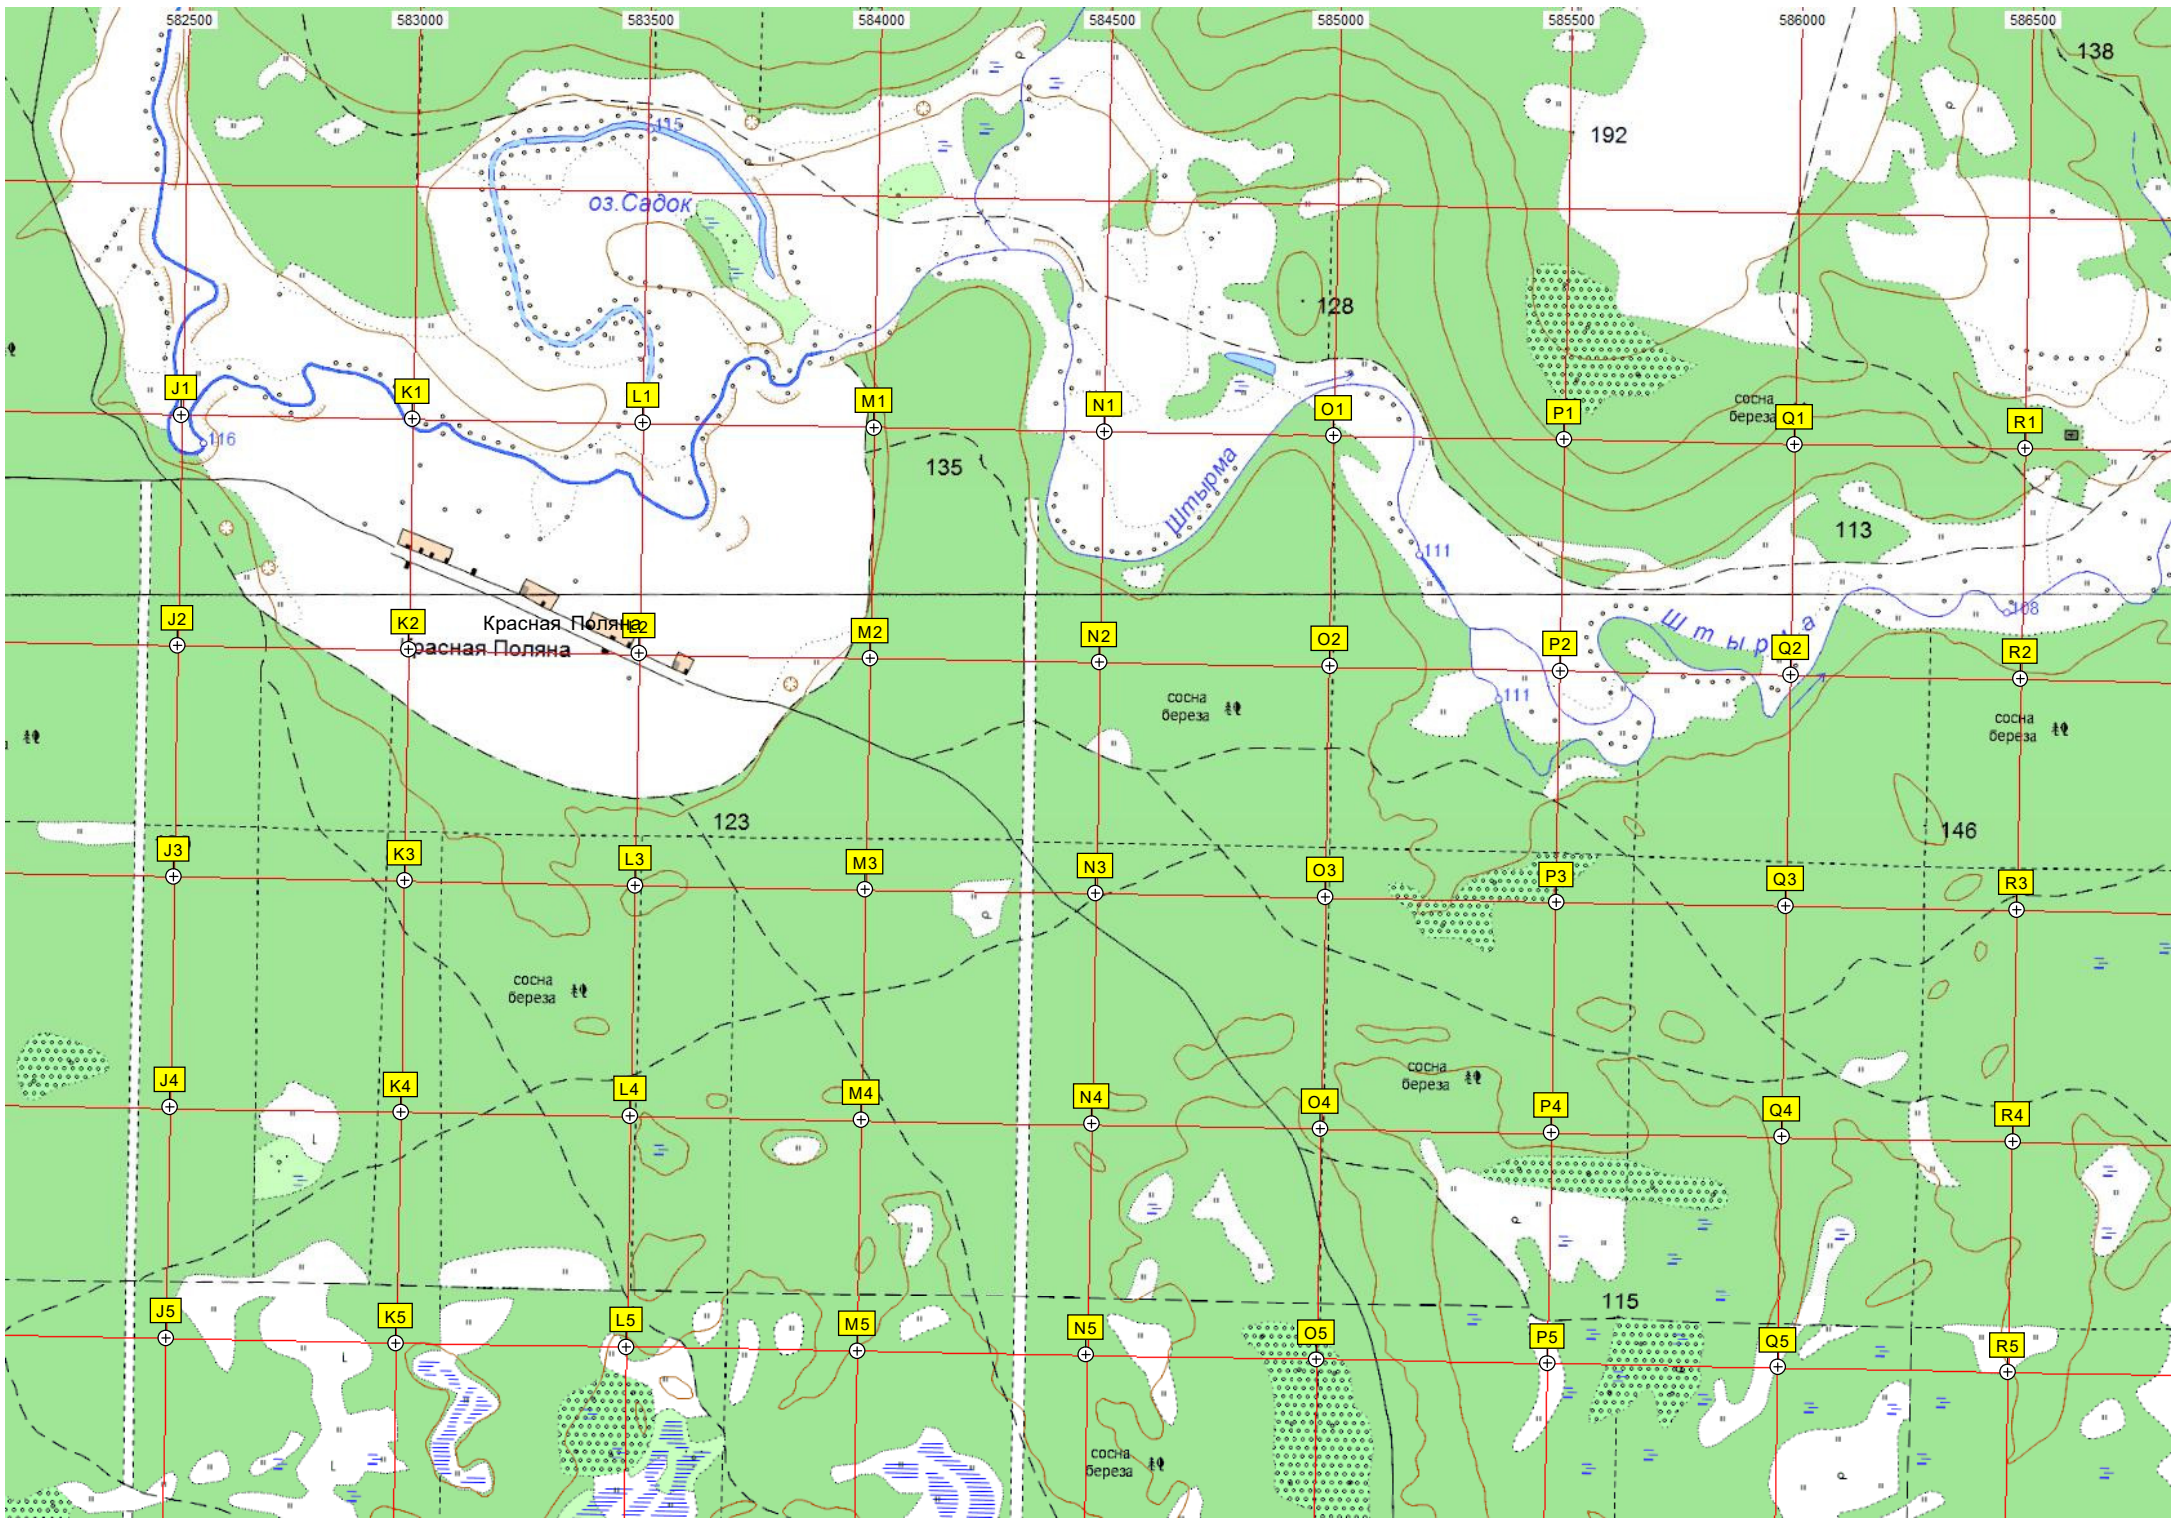 582500 583000 583500 584000 584500 585000 585500 586000 586500
138
115
192
оз.Садок
128
J1 K1 L1 M1 N1 O1 P1 Q1 R1
сосна
береза
116
135
Штырма
113
111
108
J2 K2 L2 M2 N2 O2 P2 Q2 R2
Красная Поляна
Красная Поляна
Штырма
111
сосна
береза
сосна
береза
123
146
J3 K3 L3 M3 N3 O3 P3 Q3 R3
сосна
береза
сосна
береза
J4 K4 L4 M4 N4 O4 P4 Q4 R4
115
J5 K5 L5 M5 N5 O5 P5 Q5 R5
сосна
береза